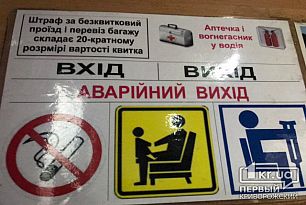 Штраф за безквитковий
проїзд і перевіз багажу
складає 20-кратному
розмірі вартості квитка
Аптечка і
вогнегасник
у водія
ВХІД
ВИХІД
АВАРІЙНИЙ ВИХІД
KR.UC
ПЕРВЫЙ
КРИВОРОЖСКИЙ